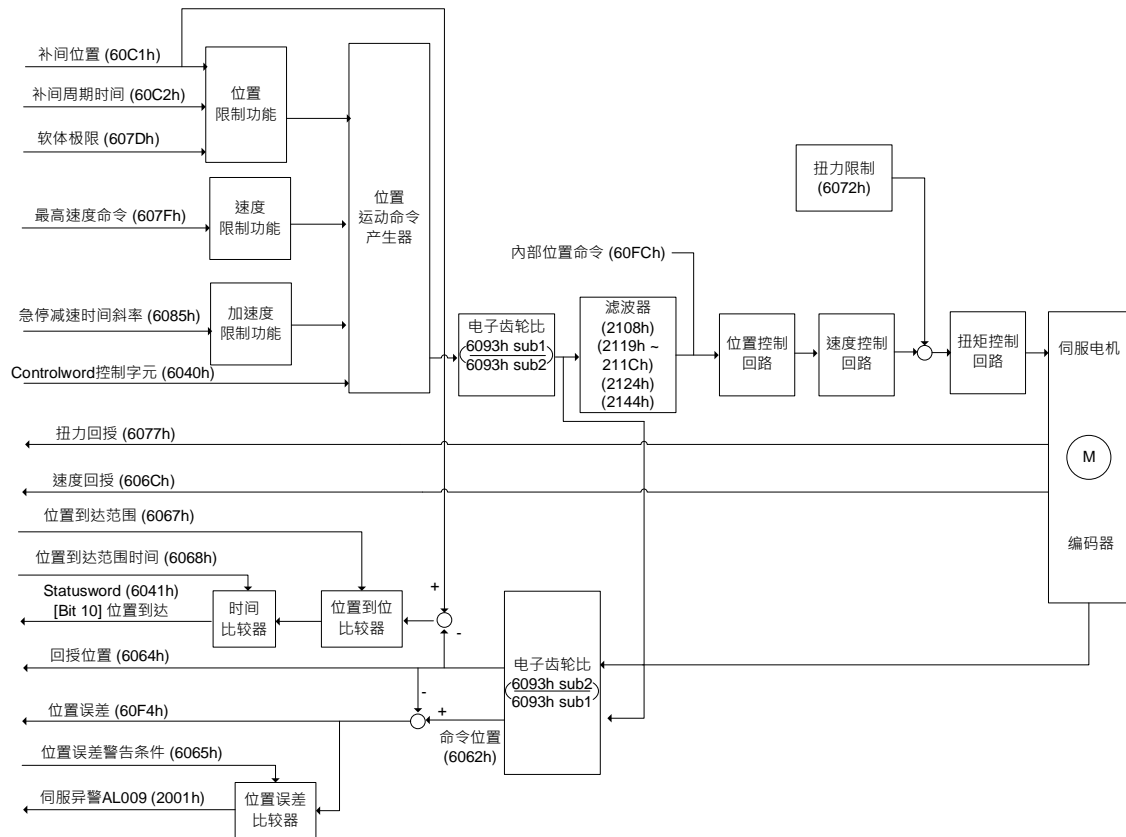 补间位置 (60C1h)
补间周期时间 (60C2h)
软体极限 (607Dh)
位置
限制功能
最高速度命令 (607Fh)
速度
限制功能
急停减速时间斜率 (6085h)
加速度
限制功能
Controlword控制字元 (6040h)
位置
运动命令
产生器
电子齿轮比
(6093h sub1
6093h sub2)
內部位置命令 (60FCh)
滤波器
(2108h)
(2119h ~
211Ch)
(2124h)
(2144h)
位置控制
回路
速度控制
回路
扭力限制
(6072h)
扭矩控制
回路
伺服电机
M
编码器
扭力回授 (6077h)
速度回授 (606Ch)
位置到达范围 (6067h)
位置到达范围时间 (6068h)
Statusword (6041h)
[Bit 10] 位置到达
时间
比较器
位置到位
比较器
+
-
回授位置 (6064h)
电子齿轮比
(6093h sub2
6093h sub1)
-
+
位置误差 (60F4h)
命令位置
(6062h)
位置误差警告条件 (6065h)
伺服异警AL009 (2001h)
位置误差
比较器